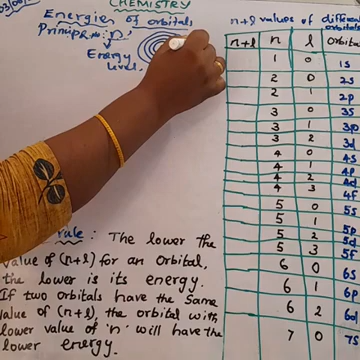 CHEMISTRY
Energies of orbitals
n+l values of different
'n'
Energy
level.
n+l n l Orbital
1 0 1s
2 0 2s
2 1 2p
3 0 3s
3 1 3p
3 2 3d
4 0 4s
4 1 4p
4 2 4d
4 3 4f
5 0 5s
5 1 5p
5 2 5d
5 3 5f
6 0 6s
6 1 6p
6 2 6d
7 0 7s
rule: The lower the
value of (n+l) for an orbital,
the lower is its energy.
If two orbitals have the same
value of (n+l), the orbital with
lower value of 'n' will have the
lower energy.